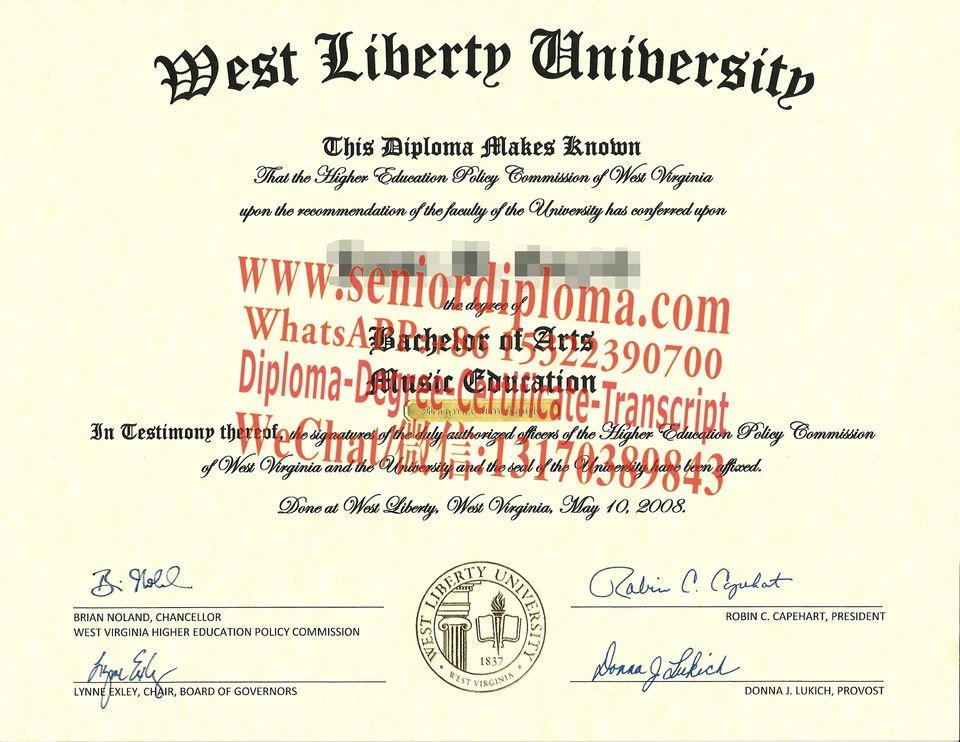 West Liberty University
This Diploma Makes Known
That the Higher Education Policy Commission of West Virginia
upon the recommendation of the faculty of the University has conferred upon
www.seniordiploma.com
the degree of
WhatsAPP:+86 15322390700
Bachelor of Arts
Diploma-Degree-Certificate-Transcript
Music Education
In Testimony thereof, the signatures of the duly authorized officers of the Higher Education Policy Commission
WeChat/微信:13170389843
of West Virginia and the University and the seal of the University have been affixed.
Done at West Liberty, West Virginia, May 10, 2008.
Robin C. Capehat
BRIAN NOLAND, CHANCELLOR
WEST VIRGINIA HIGHER EDUCATION POLICY COMMISSION
ROBIN C. CAPEHART, PRESIDENT
WEST LIBERTY UNIVERSITY
1837
WEST VIRGINIA
Donna J Lukich
LYNNE EXLEY, CHAIR, BOARD OF GOVERNORS
DONNA J. LUKICH, PROVOST